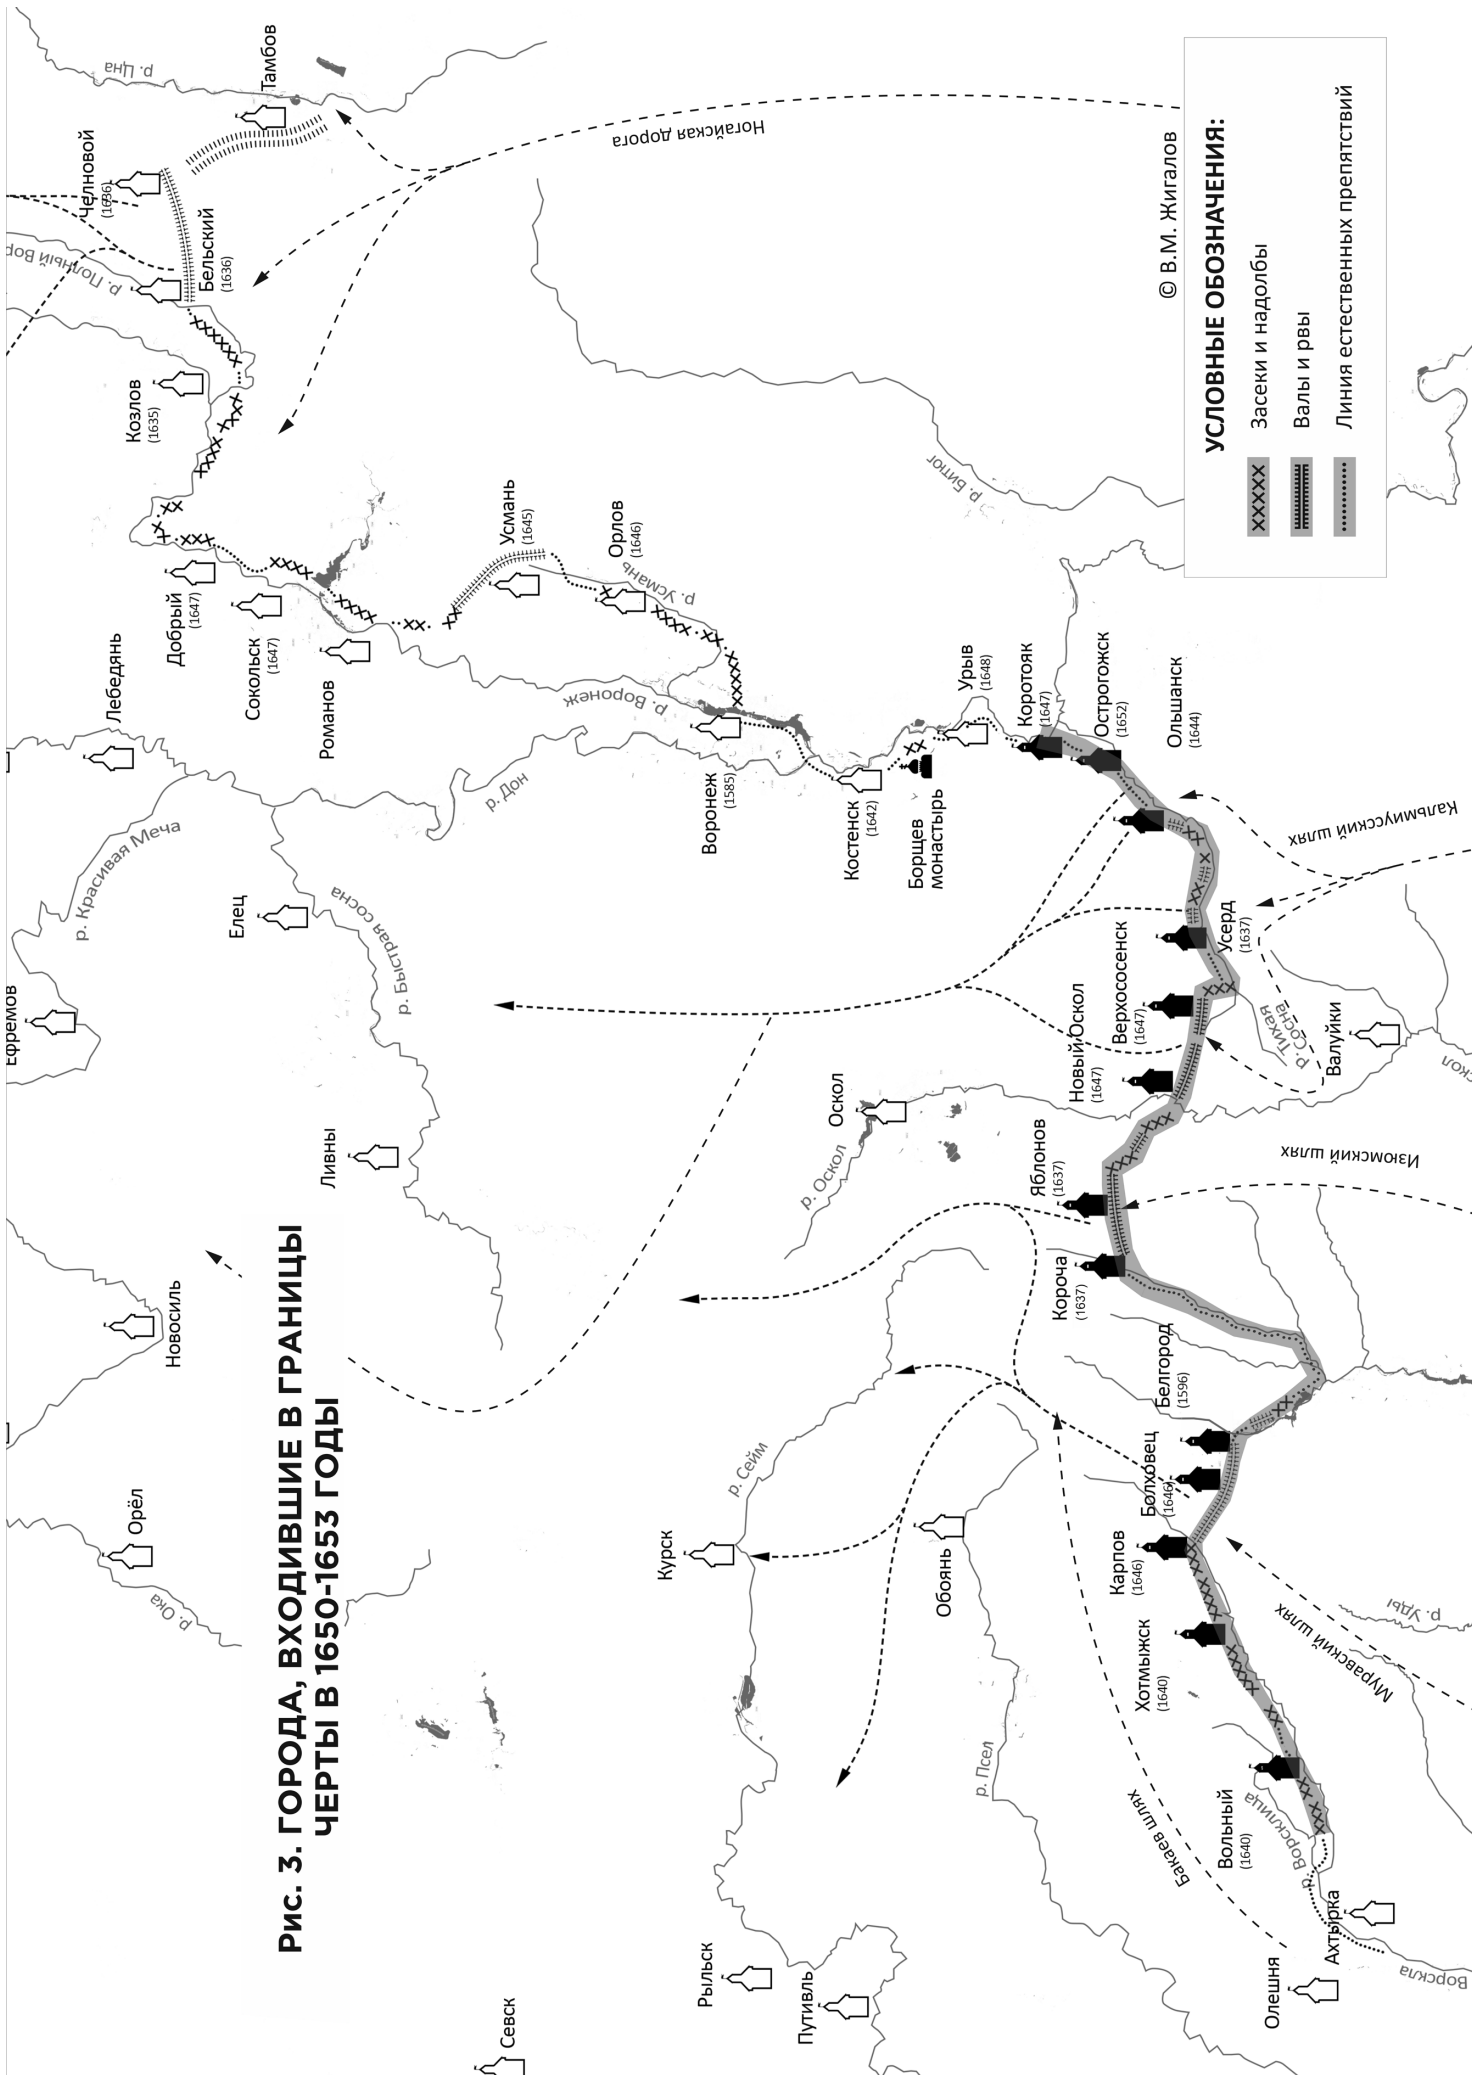 Рис. 3. ГОРОДА, ВХОДИВШИЕ В ГРАНИЦЫ
ЧЕРТЫ В 1650-1653 ГОДЫ
Севск
Орёл
р. Ока
Новосиль
Ефремов
р. Красивая Меча
Лебедянь
Елец
р. Быстрая сосна
Ливны
р. Дон
Добрый
(1647)
Сокольск
(1647)
Романов
Козлов
(1635)
р. Полный Вор
Челновой
(1636)
Бельский
(1636)
Тамбов
р. Цна
Ногайская дорога
Усмань
(1645)
Орлов
(1646)
р. Усмань
р. Воронеж
Воронеж
(1585)
Костенск
(1642)
Борщев
монастырь
Урыв
(1648)
Коротояк
(1647)
Острогожск
(1652)
Ольшанск
(1644)
р. Битюг
Рыльск
Путивль
Курск
р. Сейм
Обоянь
р. Псел
Оскол
р. Оскол
Яблонов
(1637)
Короча
(1637)
Новый Оскол
(1647)
Верхососенск
(1647)
Усерд
(1637)
р. Тихая
Сосна
Валуйки
скол
Кальмиусский шлях
Изюмский шлях
Белгород
(1596)
Болховец
(1646)
Карпов
(1646)
Хотмыжск
(1640)
Вольный
(1640)
р. Ворсклица
Бакаев шлях
Муравский шлях
р. Уды
Олешня
Ахтырка
Ворскла
© В.М. Жигалов
УСЛОВНЫЕ ОБОЗНАЧЕНИЯ:
Засеки и надолбы
Валы и рвы
Линия естественных препятствий